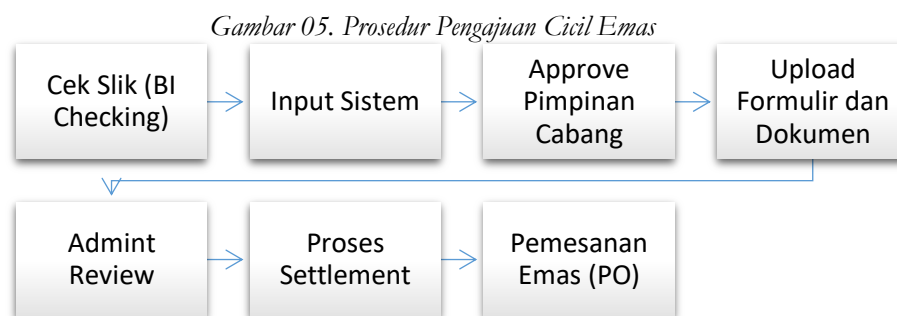 Gambar 05. Prosedur Pengajuan Cicil Emas
Cek Slik (BI
Checking)
Input Sistem
Approve
Pimpinan
Cabang
Upload
Formulir dan
Dokumen
Admint
Review
Proses
Settlement
Pemesanan
Emas (PO)